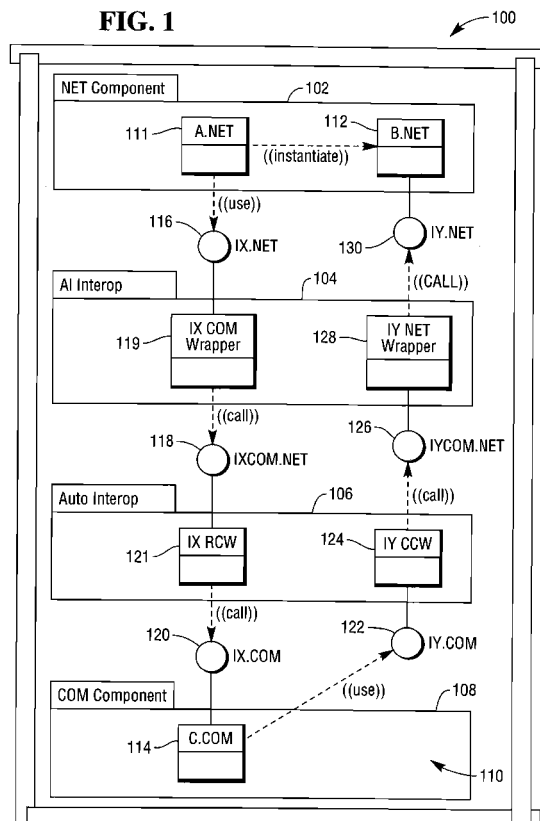 FIG. 1
100
NET Component
102
111
A.NET
112
B.NET
((instantiate))
((use))
116
IX.NET
130
IY.NET
((CALL))
AI Interop
104
119
IX COM
Wrapper
128
IY NET
Wrapper
((call))
126
118
IXCOM.NET
IYCOM.NET
((call))
Auto Interop
106
121
IX RCW
124
IY CCW
((call))
120
IX.COM
122
IY.COM
((use))
COM Component
108
114
C.COM
110